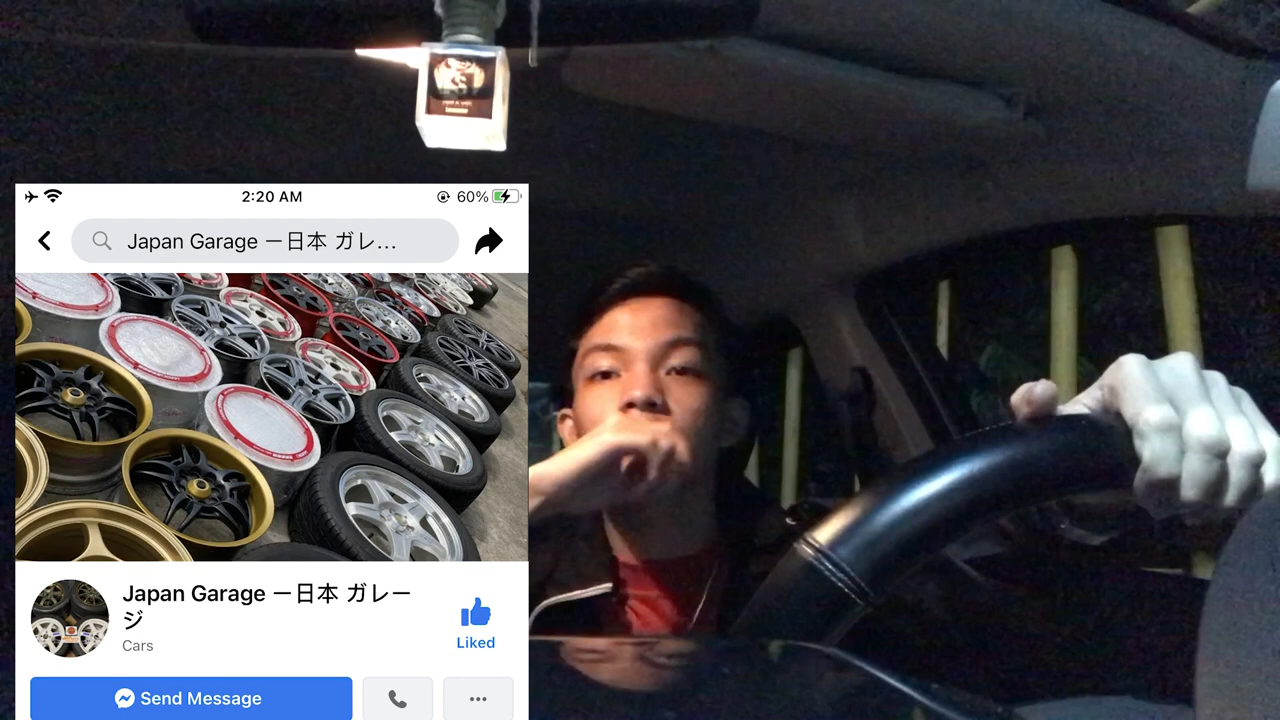 2:20 AM
60%
Japan Garage ー日本 ガレ...
Japan Garage ー日本 ガレー
ジ
Cars
Liked
Send Message